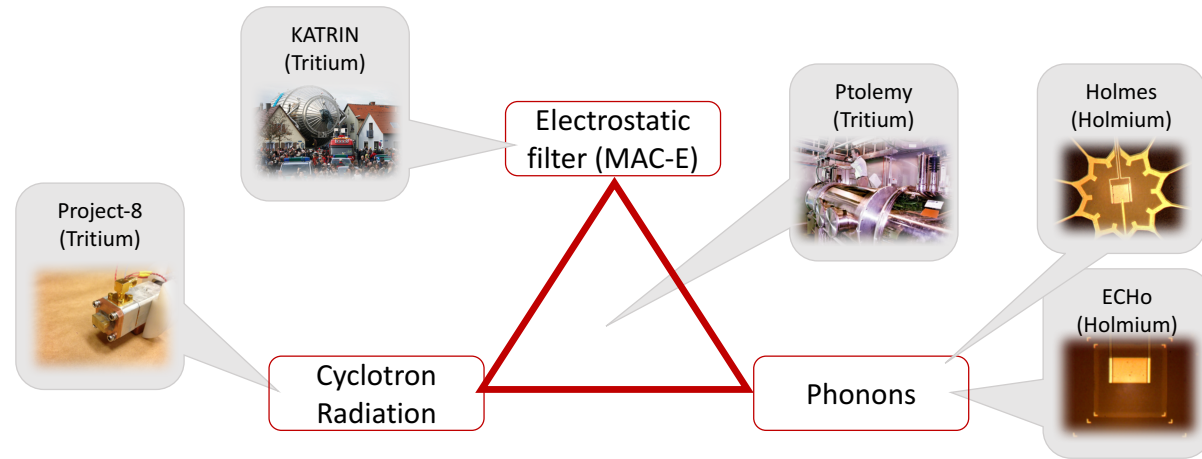 KATRIN
(Tritium)
Electrostatic
filter (MAC-E)
Ptolemy
(Tritium)
Holmes
(Holmium)
Project-8
(Tritium)
ECHo
(Holmium)
Cyclotron
Radiation
Phonons